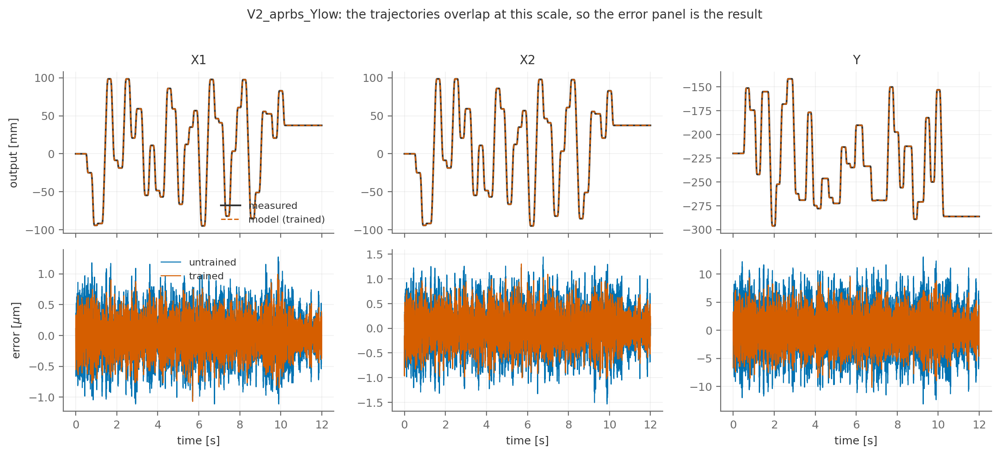 V2_aprbs_Ylow: the trajectories overlap at this scale, so the error panel is the result
X1
X2
Y
output [mm]
100
50
0
−50
−100
measured
model (trained)
100
50
0
−50
−100
−150
−175
−200
−225
−250
−275
−300
error [μm]
1.0
0.5
0.0
−0.5
−1.0
untrained
trained
1.5
1.0
0.5
0.0
−0.5
−1.0
−1.5
10
5
0
−5
−10
0 2 4 6 8 10 12
0 2 4 6 8 10 12
0 2 4 6 8 10 12
time [s]
time [s]
time [s]